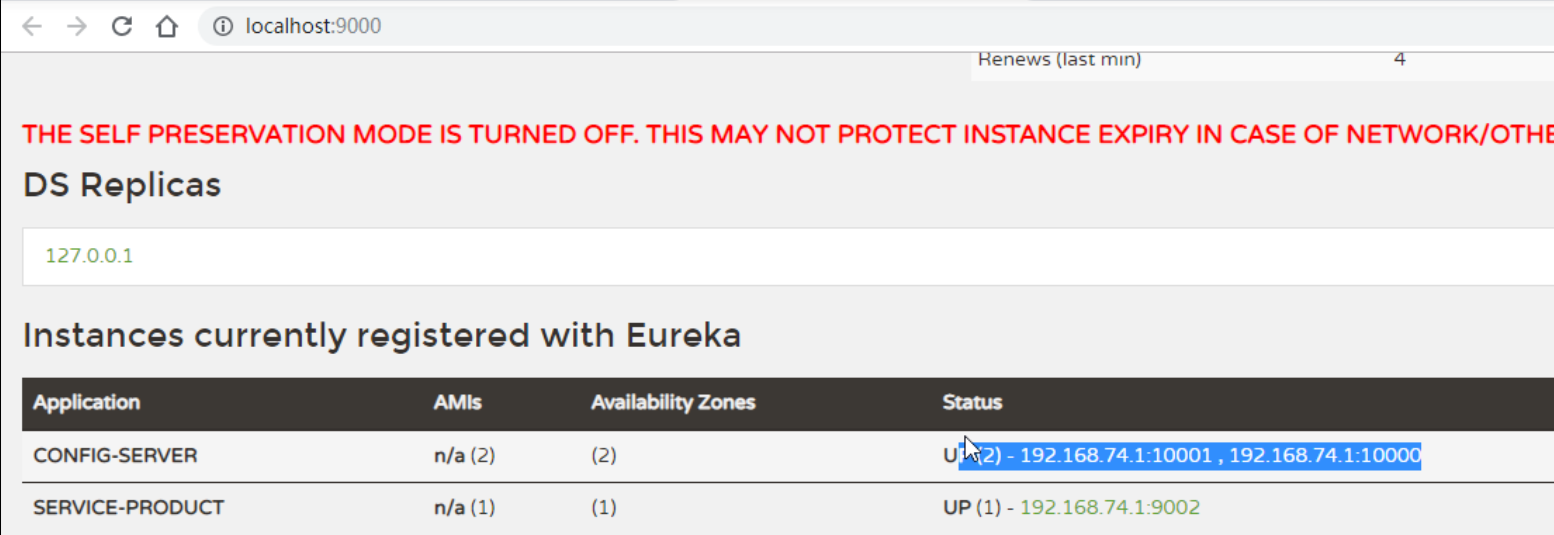 localhost:9000
Renews (last min) 4
THE SELF PRESERVATION MODE IS TURNED OFF. THIS MAY NOT PROTECT INSTANCE EXPIRY IN CASE OF NETWORK/OTHE
DS Replicas
127.0.0.1
Instances currently registered with Eureka
Application AMIs Availability Zones Status
CONFIG-SERVER n/a (2) (2) UP (2) - 192.168.74.1:10001 , 192.168.74.1:10000
SERVICE-PRODUCT n/a (1) (1) UP (1) - 192.168.74.1:9002